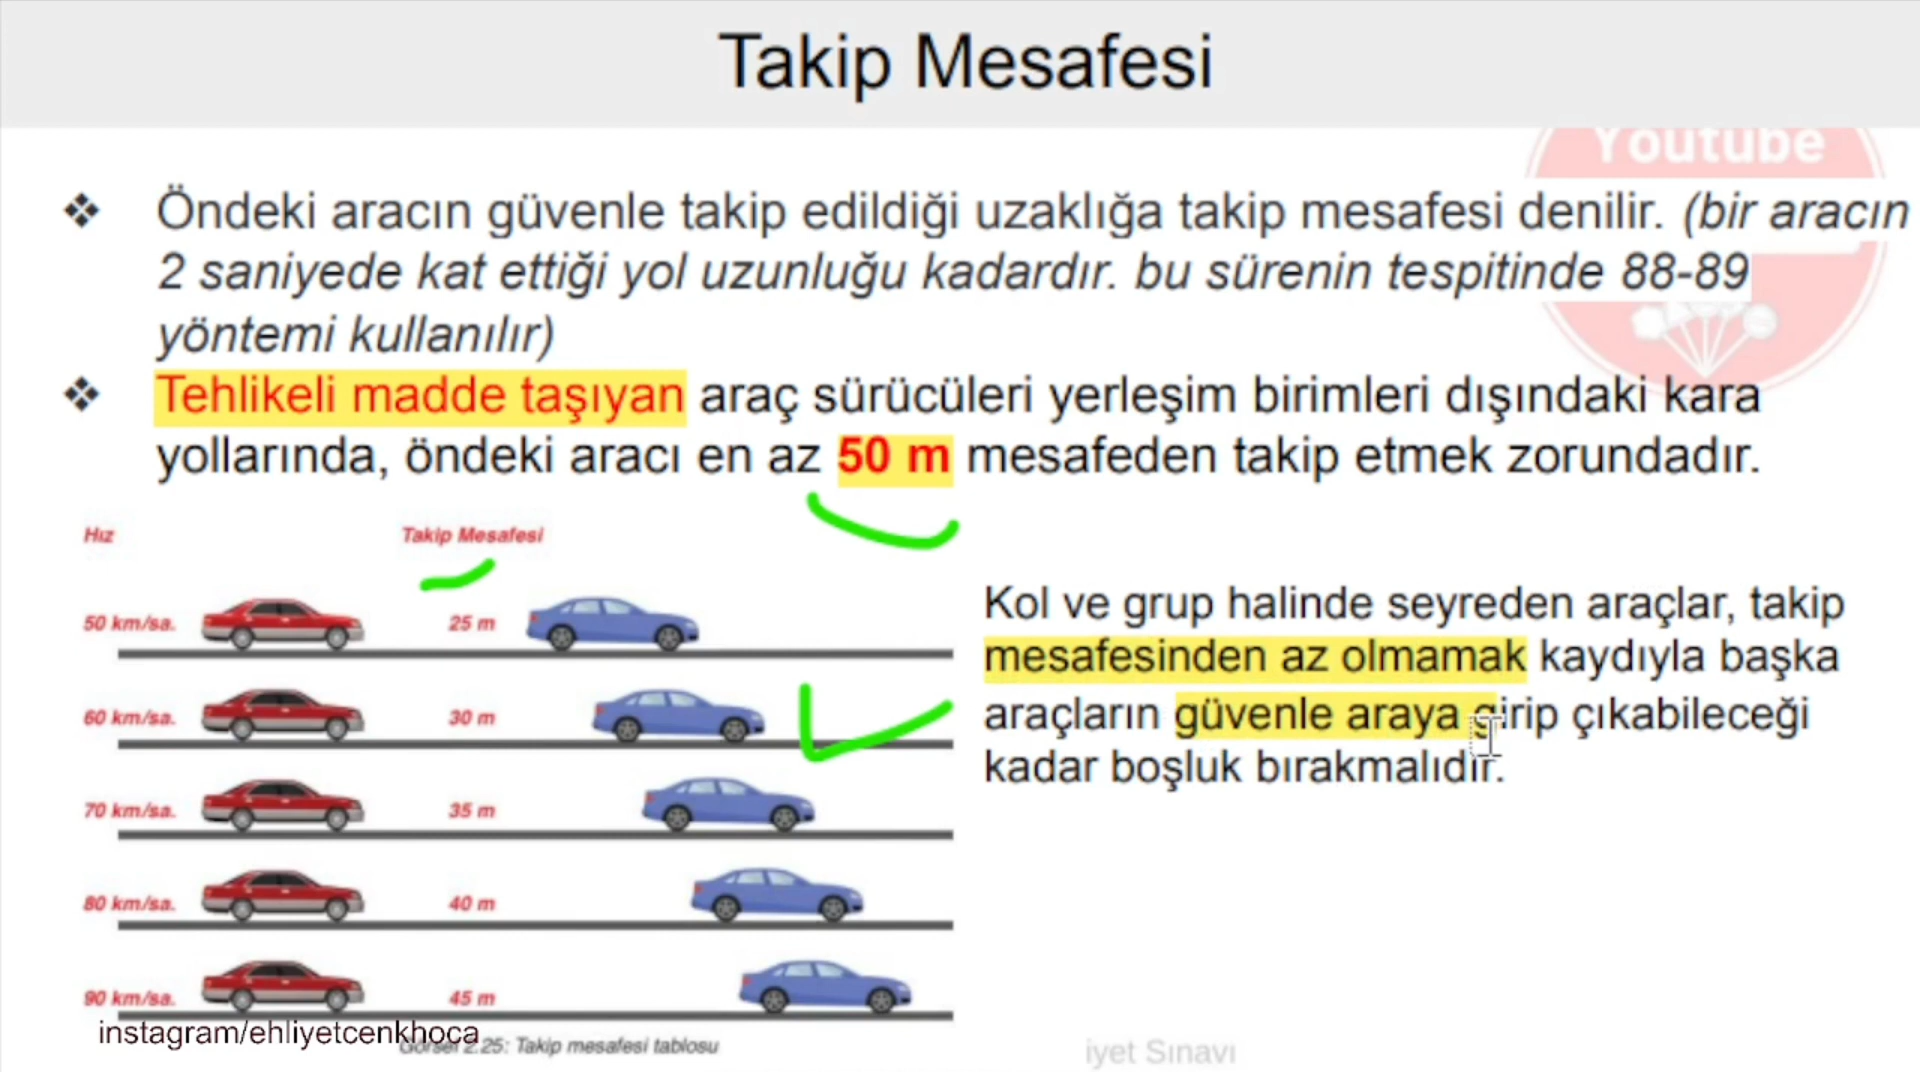 Takip Mesafesi
Youtube
❖ Öndeki aracın güvenle takip edildiği uzaklığa takip mesafesi denilir. (bir aracın
2 saniyede kat ettiği yol uzunluğu kadardır. bu sürenin tespitinde 88-89
yöntemi kullanılır)
❖ Tehlikeli madde taşıyan araç sürücüleri yerleşim birimleri dışındaki kara
yollarında, öndeki aracı en az 50 m mesafeden takip etmek zorundadır.
Hız Takip Mesafesi
50 km/sa. 25 m
60 km/sa. 30 m
70 km/sa. 35 m
80 km/sa. 40 m
90 km/sa. 45 m
Kol ve grup halinde seyreden araçlar, takip
mesafesinden az olmamak kaydıyla başka
araçların güvenle araya girip çıkabileceği
kadar boşluk bırakmalıdır.
instagram/ehliyetcenkhoca
Görsel 2.25: Takip mesafesi tablosu
iyet Sınavı